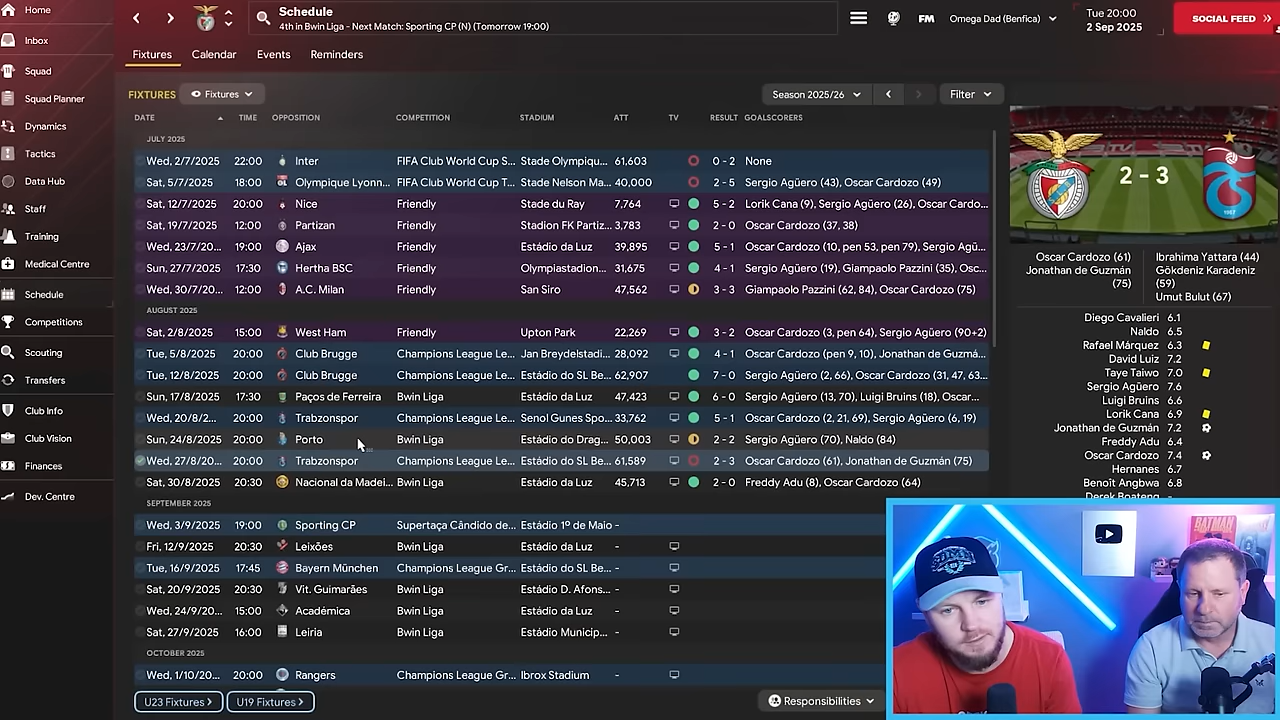 Home
Inbox
Squad
Squad Planner
Dynamics
Tactics
Data Hub
Staff
Training
Medical Centre
Schedule
Competitions
Scouting
Transfers
Club Info
Club Vision
Finances
Dev. Centre
Schedule
4th in Bwin Liga - Next Match: Sporting CP (N) (Tomorrow 19:00)
FM
Omega Dad (Benfica)
Tue 20:00
2 Sep 2025
SOCIAL FEED
Fixtures Calendar Events Reminders
FIXTURES Fixtures Season 2025/26 Filter
DATE TIME OPPOSITION COMPETITION STADIUM ATT TV RESULT GOALSCORERS
JULY 2025
Wed, 2/7/2025 22:00 Inter FIFA Club World Cup S... Stade Olympiqu... 61,603 0 - 2 None
Sat, 5/7/2025 18:00 Olympique Lyonn... FIFA Club World Cup T... Stade Nelson Ma... 40,000 2 - 5 Sergio Agüero (43), Oscar Cardozo (49)
Sat, 12/7/2025 20:00 Nice Friendly Stade du Ray 7,764 5 - 2 Lorik Cana (9), Sergio Agüero (26), Oscar Cardo...
Sat, 19/7/2025 12:00 Partizan Friendly Stadion FK Partiz... 3,783 2 - 0 Oscar Cardozo (37, 38)
Wed, 23/7/20... 19:00 Ajax Friendly Estádio da Luz 39,895 5 - 1 Oscar Cardozo (10, pen 53, pen 79), Sergio Agü...
Sun, 27/7/2025 17:30 Hertha BSC Friendly Olympiastadion... 31,675 4 - 1 Sergio Agüero (19), Giampaolo Pazzini (35), Osc...
Wed, 30/7/20... 12:00 A.C. Milan Friendly San Siro 47,562 3 - 3 Giampaolo Pazzini (62, 84), Oscar Cardozo (75)
AUGUST 2025
Sat, 2/8/2025 15:00 West Ham Friendly Upton Park 22,269 3 - 2 Oscar Cardozo (3, pen 64), Sergio Agüero (90+2)
Tue, 5/8/2025 20:00 Club Brugge Champions League Le... Jan Breydelstadi... 28,092 4 - 1 Oscar Cardozo (pen 9, 10), Jonathan de Guzmá...
Tue, 12/8/2025 20:00 Club Brugge Champions League Le... Estádio do SL Be... 62,907 7 - 0 Sergio Agüero (2, 66), Oscar Cardozo (31, 47, 63...
Sun, 17/8/2025 17:30 Paços de Ferreira Bwin Liga Estádio da Luz 47,423 6 - 0 Sergio Agüero (13, 70), Luigi Bruins (18), Oscar...
Wed, 20/8/2... 20:00 Trabzonspor Champions League Le... Senol Gunes Spo... 33,762 5 - 1 Oscar Cardozo (2, 21, 69), Sergio Agüero (6, 19)
Sun, 24/8/2025 20:00 Porto Bwin Liga Estádio do Drag... 50,003 2 - 2 Sergio Agüero (70), Naldo (84)
Wed, 27/8/20... 20:00 Trabzonspor Champions League Le... Estádio do SL Be... 61,589 2 - 3 Oscar Cardozo (61), Jonathan de Guzmán (75)
Sat, 30/8/2025 20:30 Nacional da Madei... Bwin Liga Estádio da Luz 45,713 2 - 0 Freddy Adu (8), Oscar Cardozo (64)
SEPTEMBER 2025
Wed, 3/9/2025 19:00 Sporting CP Supertaça Cândido de... Estádio 1º de Maio -
Fri, 12/9/2025 20:30 Leixões Bwin Liga Estádio da Luz -
Tue, 16/9/2025 17:45 Bayern München Champions League Gr... Estádio do SL Be... -
Sat, 20/9/2025 20:30 Vit. Guimarães Bwin Liga Estádio D. Afons... -
Wed, 24/9/20... 15:00 Académica Bwin Liga Estádio da Luz -
Sat, 27/9/2025 16:00 Leiria Bwin Liga Estádio Municip... -
OCTOBER 2025
Wed, 1/10/20... 20:00 Rangers Champions League Gr... Ibrox Stadium -
U23 Fixtures > U19 Fixtures > Responsibilities
2 - 3
Oscar Cardozo (61)
Jonathan de Guzmán
(75)
Ibrahima Yattara (44)
Gökdeniz Karadeniz
(59)
Umut Bulut (67)
Diego Cavalieri 6.1
Naldo 6.5
Rafael Márquez 6.3
David Luiz 7.2
Taye Taiwo 7.0
Sergio Agüero 7.6
Luigi Bruins 6.6
Lorik Cana 6.9
Jonathan de Guzmán 7.2
Freddy Adu 6.4
Oscar Cardozo 7.4
Hernanes 6.7
Benoît Angbwa 6.8
Derek Boateng -
BATMAN